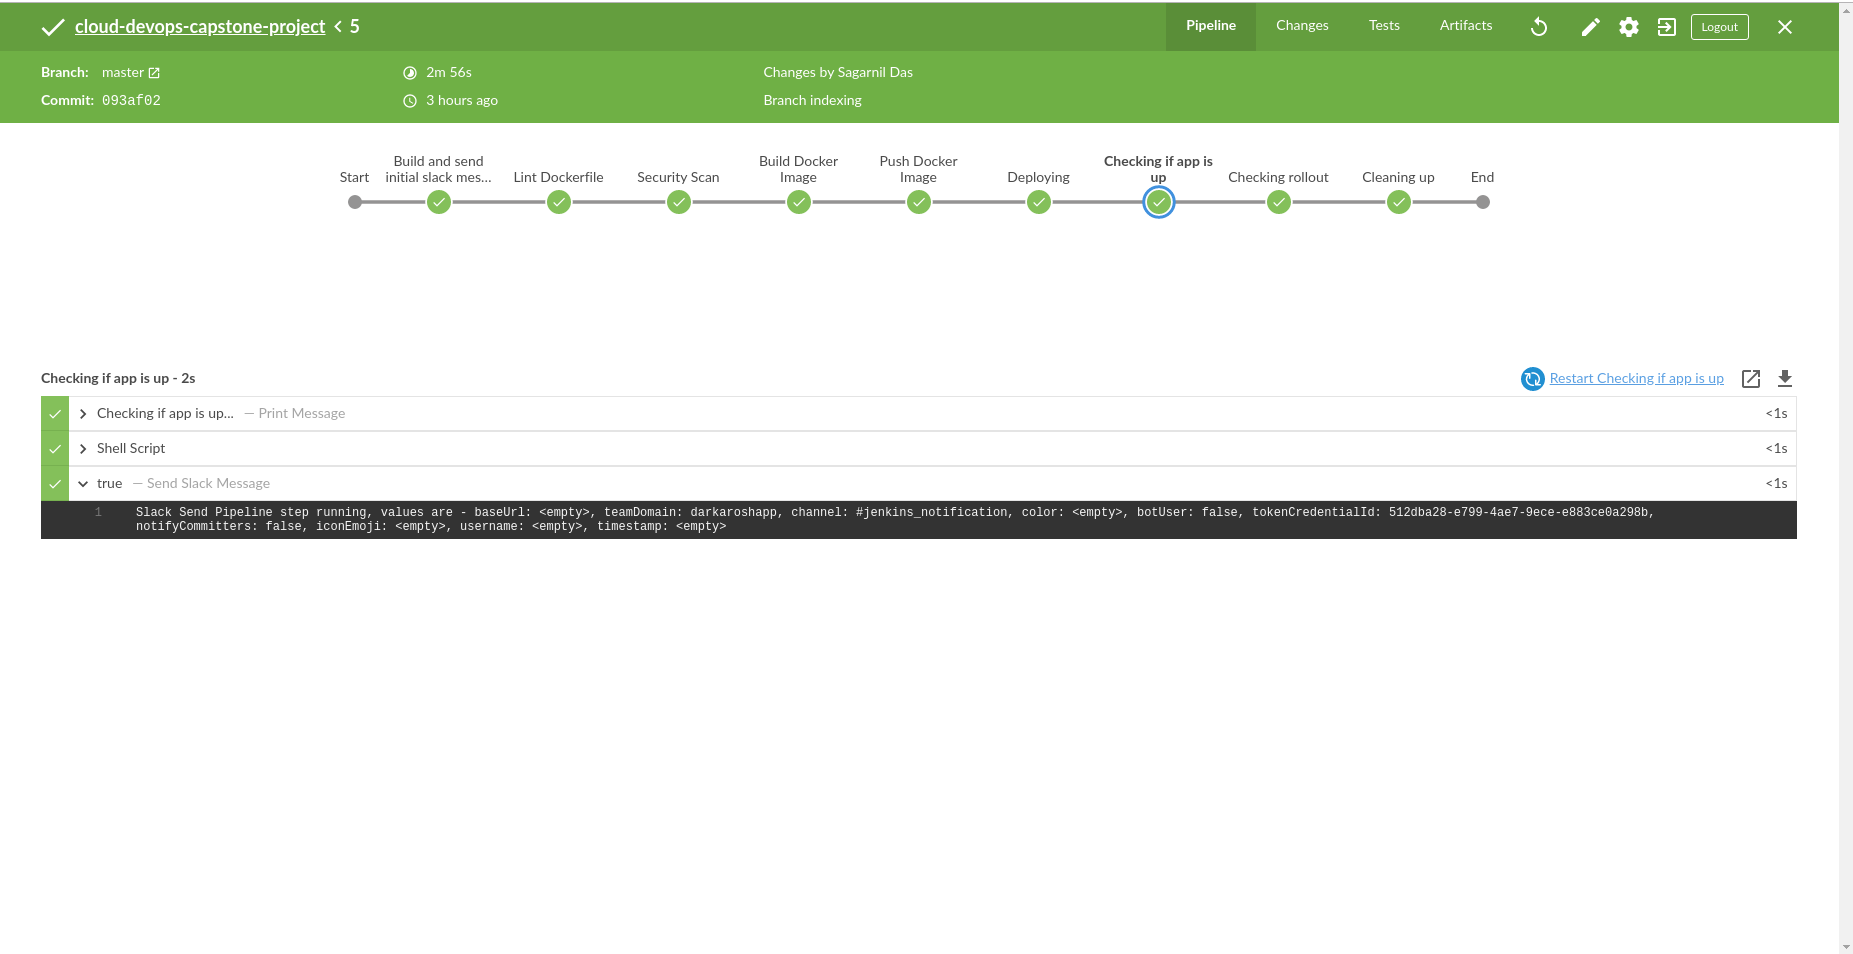 cloud-devops-capstone-project < 5
Pipeline Changes Tests Artifacts Logout
Branch: master 2m 56s Changes by Sagarnil Das
Commit: 093af02 3 hours ago Branch indexing
Build and send Build Docker Push Docker Checking if app is
Start initial slack mes... Lint Dockerfile Security Scan Image Image Deploying up Checking rollout Cleaning up End
Checking if app is up - 2s Restart Checking if app is up
Checking if app is up... — Print Message <1s
Shell Script <1s
true — Send Slack Message <1s
1 Slack Send Pipeline step running, values are - baseUrl: <empty>, teamDomain: darkaroshapp, channel: #jenkins_notification, color: <empty>, botUser: false, tokenCredentialId: 512dba28-e799-4ae7-9ece-e883ce0a298b,
notifyCommitters: false, iconEmoji: <empty>, username: <empty>, timestamp: <empty>